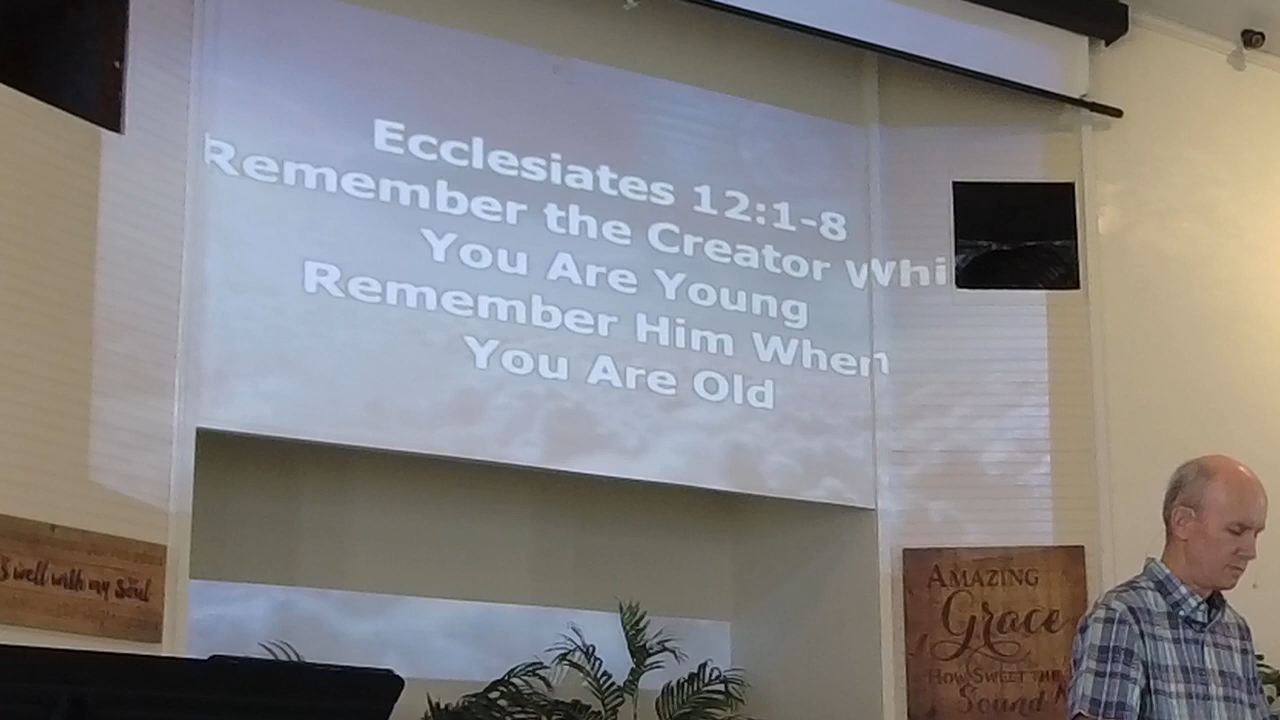 Ecclesiates 12:1-8
Remember the Creator Whi
You Are Young
Remember Him When
You Are Old
s well with my soul
AMAZING
Grace
HOW SWEET THE
Sound